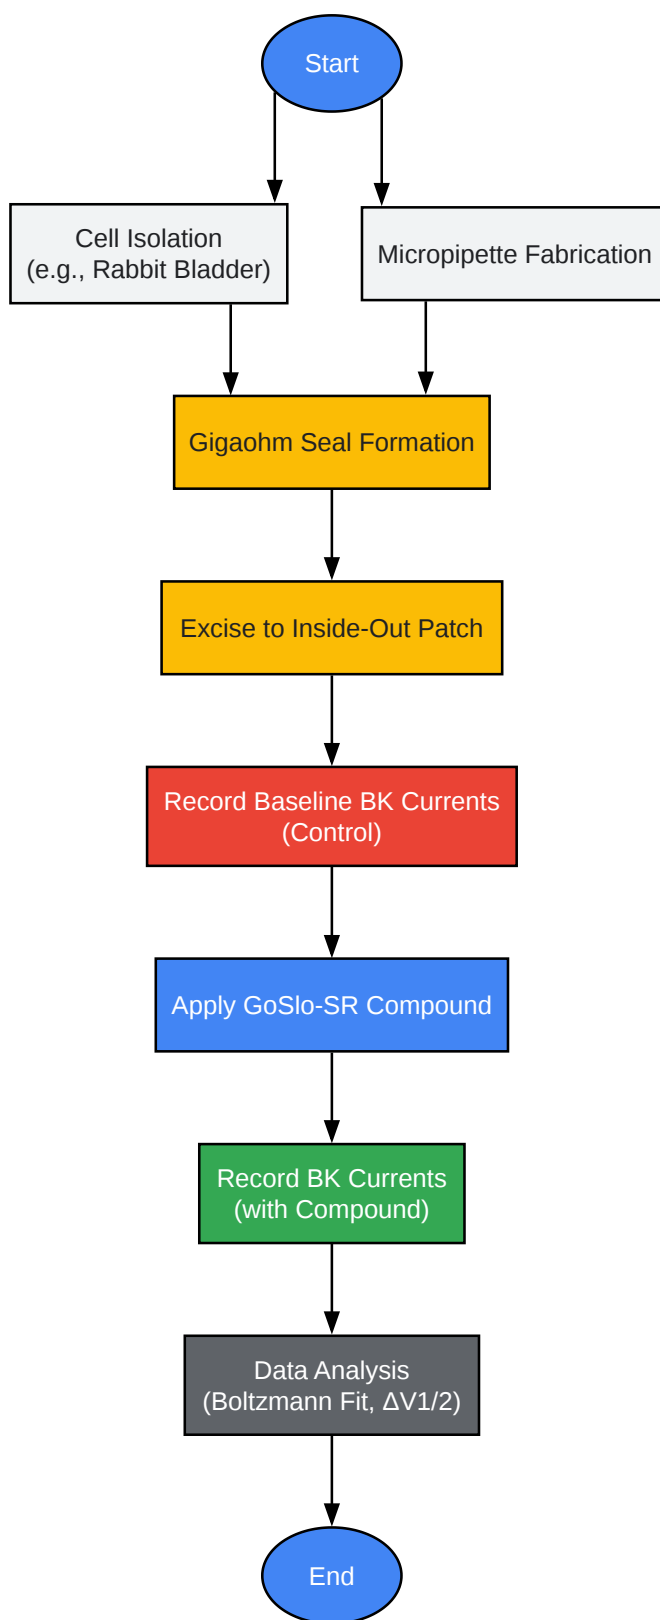 Start
Cell Isolation
(e.g., Rabbit Bladder)
Micropipette Fabrication
Gigaohm Seal Formation
Excise to Inside-Out Patch
Record Baseline BK Currents
(Control)
Apply GoSlo-SR Compound
Record BK Currents
(with Compound)
Data Analysis
(Boltzmann Fit, ΔV1/2)
End